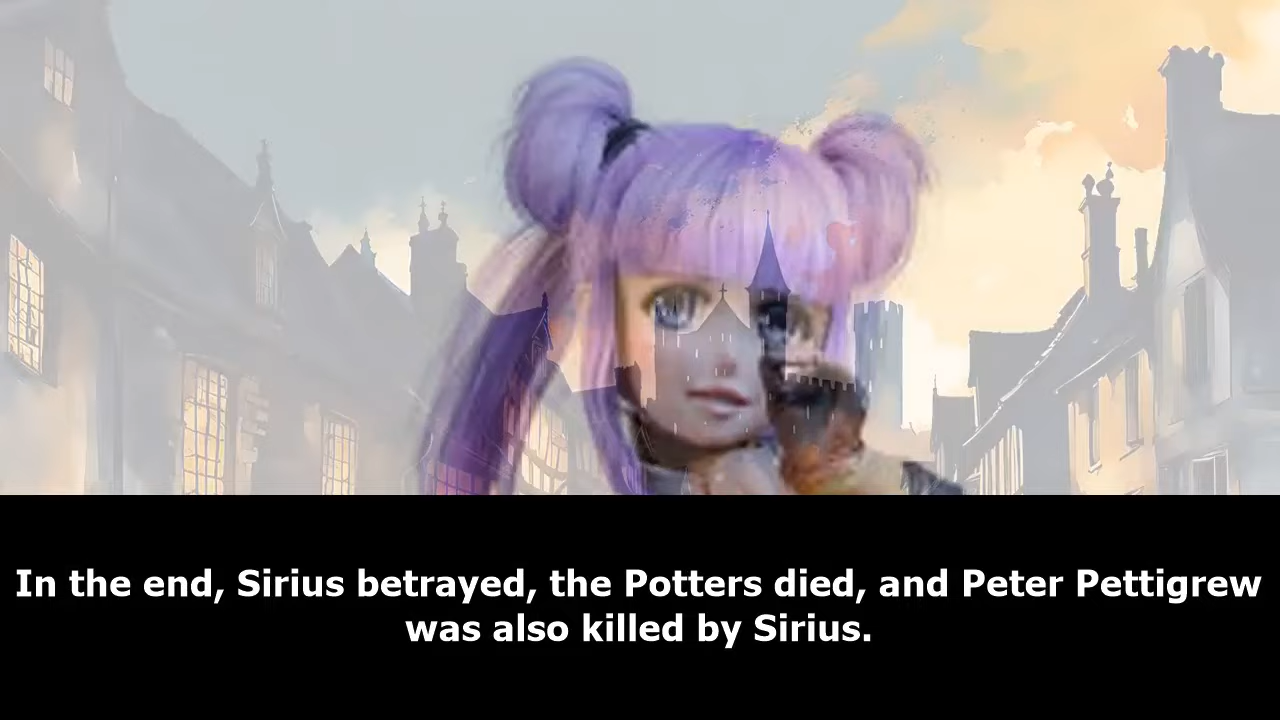 In the end, Sirius betrayed, the Potters died, and Peter Pettigrew
was also killed by Sirius.